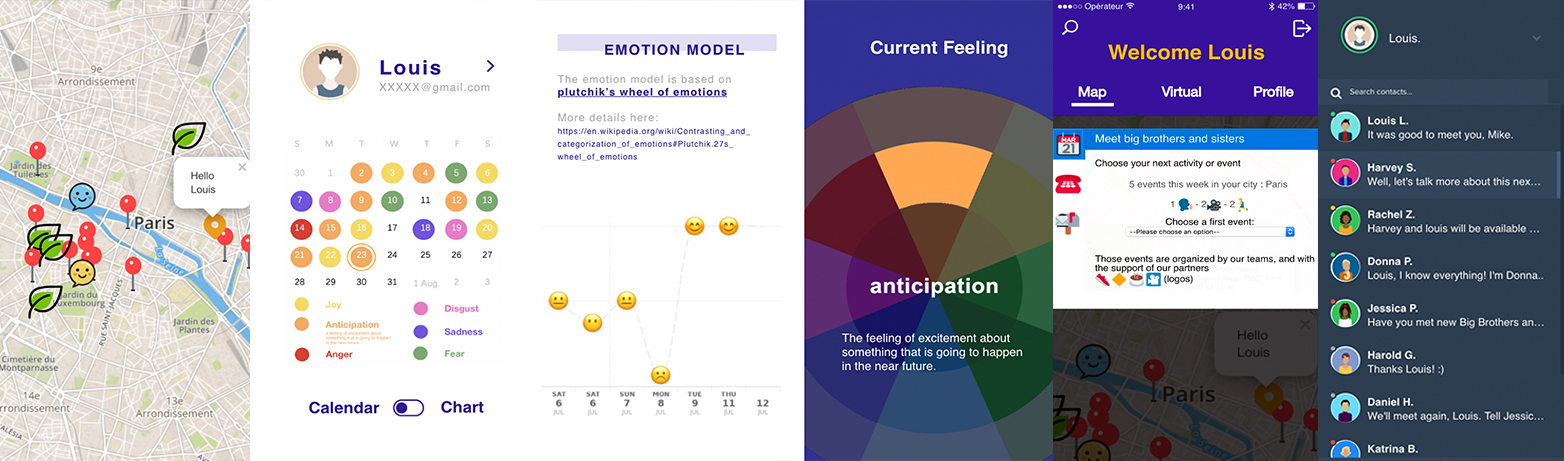 9e
Arrondissement
Jardin des
Tuileries
Hello
Louis
Paris
La Seine
Jardin du
Luxembourg
RUE SAINT-JACQUES
Jardin des
Plantes
Cimetière du
Montparnasse
14e
Arrondissement
13e
Arrondissement
Louis
XXXXX@gmail.com
S M T W T F S
30 1 2 3 4 5 6
7 8 9 10 11 12 13
14 15 16 17 18 19 20
21 22 23 24 25 26 27
28 29 30 31 1 Aug. 2 3
Joy
Anticipation
a feeling of excitement about
something that is going to happen
in the near future
Anger
Disgust
Sadness
Fear
Calendar
Chart
EMOTION MODEL
The emotion model is based on
plutchik's wheel of emotions
More details here:
https://en.wikipedia.org/wiki/Contrasting_and_
categorization_of_emotions#Plutchik.27s_
wheel_of_emotions
SAT SAT SUN MON TUE THU
6 6 7 8 9 11 12
JUL JUL JUL JUL JUL JUL JUL
Current Feeling
anticipation
The feeling of excitement about
something that is going to happen
in the near future.
Opérateur 9:41 42%
Welcome Louis
Map Virtual Profile
MAR
21
Meet big brothers and sisters
Choose your next activity or event
5 events this week in your city : Paris
1 - 2 - 2
Choose a first event:
--Please choose an option--
Those events are organized by our teams, and with
the support of our partners
(logos)
Hello
Louis
Paris
Louis.
Search contacts...
Louis L.
It was good to meet you, Mike.
Harvey S.
Well, let's talk more about this nex…
Rachel Z.
Harvey and louis will be available …
Donna P.
Louis, I know everything! I'm Donna..
Jessica P.
Have you met new Big Brothers an…
Harold G.
Thanks Louis! :)
Daniel H.
We'll meet again, Louis. Tell Jessic…
Katrina B.